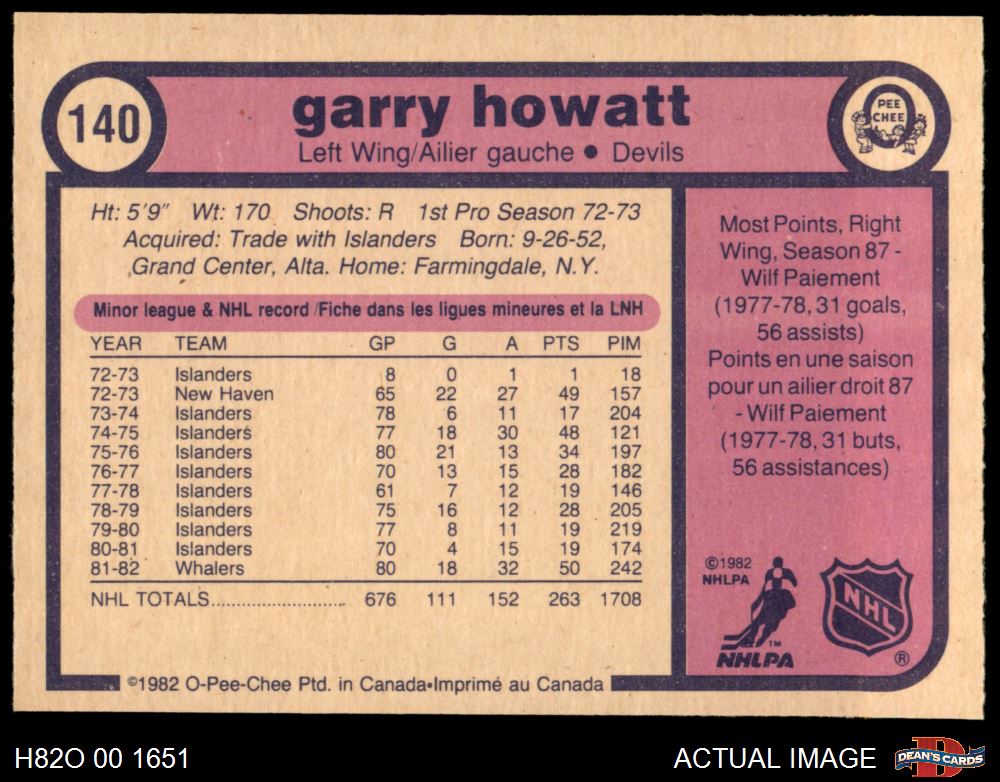 140
garry howatt
Left Wing/Ailier gauche ● Devils
PEE
CHEE
Ht: 5'9" Wt: 170 Shoots: R 1st Pro Season 72-73
Acquired: Trade with Islanders Born: 9-26-52,
Grand Center, Alta. Home: Farmingdale, N.Y.
Minor league & NHL record/Fiche dans les ligues mineures et la LNH
YEAR TEAM GP G A PTS PIM
72-73 Islanders 8 0 1 1 18
72-73 New Haven 65 22 27 49 157
73-74 Islanders 78 6 11 17 204
74-75 Islanders 77 18 30 48 121
75-76 Islanders 80 21 13 34 197
76-77 Islanders 70 13 15 28 182
77-78 Islanders 61 7 12 19 146
78-79 Islanders 75 16 12 28 205
79-80 Islanders 77 8 11 19 219
80-81 Islanders 70 4 15 19 174
81-82 Whalers 80 18 32 50 242
NHL TOTALS........................... 676 111 152 263 1708
Most Points, Right
Wing, Season 87 -
Wilf Paiement
(1977-78, 31 goals,
56 assists)
Points en une saison
pour un ailier droit 87
- Wilf Paiement
(1977-78, 31 buts,
56 assistances)
©1982
NHLPA
TM
NHLPA
NHL
®
©1982 O-Pee-Chee Ptd. in Canada•Imprimé au Canada
H82O 00 1651
ACTUAL IMAGE
D
DEAN'S CARDS